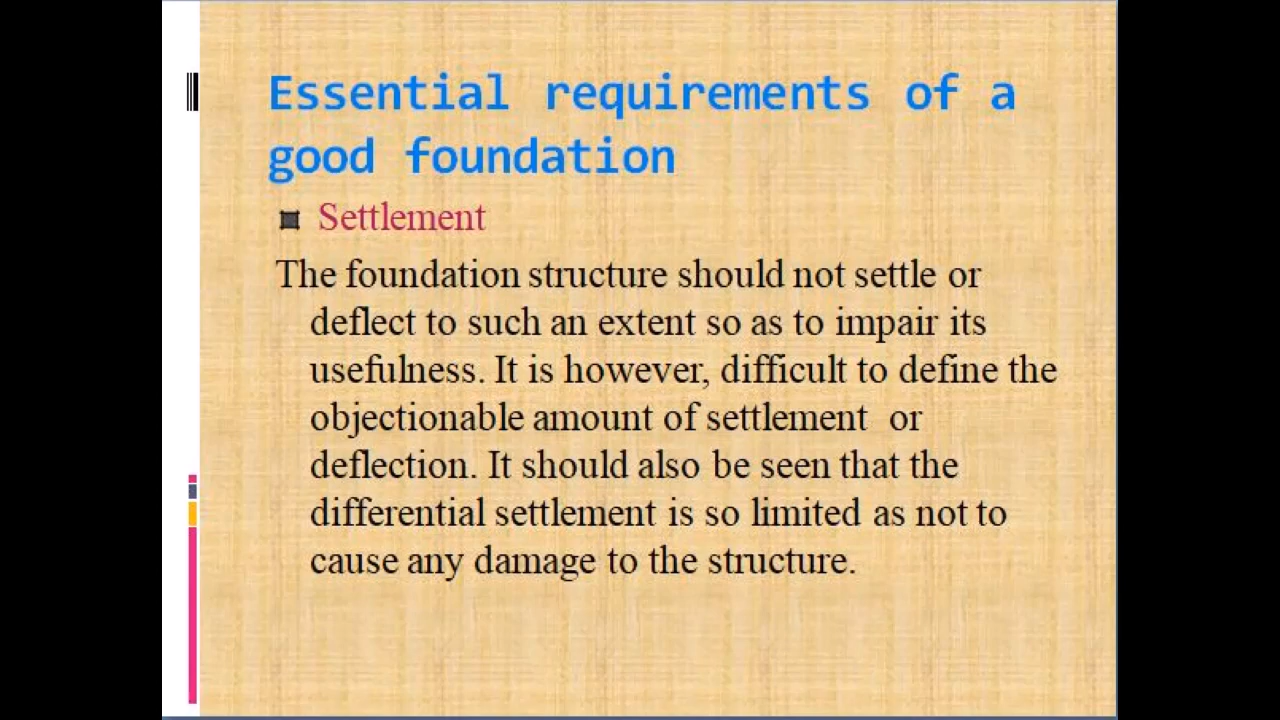 Essential requirements of a
good foundation
Settlement
The foundation structure should not settle or
deflect to such an extent so as to impair its
usefulness. It is however, difficult to define the
objectionable amount of settlement or
deflection. It should also be seen that the
differential settlement is so limited as not to
cause any damage to the structure.